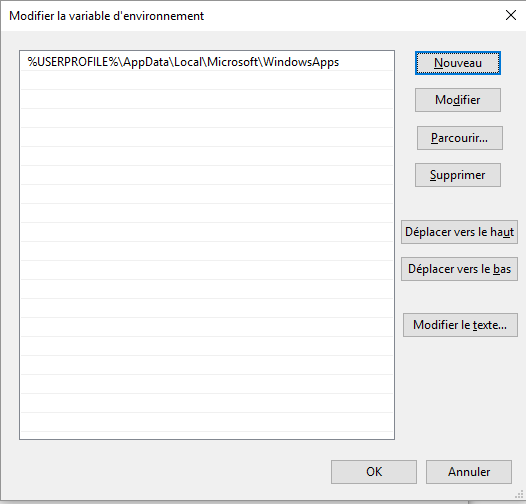 Modifier la variable d'environnement
%USERPROFILE%\AppData\Local\Microsoft\WindowsApps
Nouveau
Modifier
Parcourir...
Supprimer
Déplacer vers le haut
Déplacer vers le bas
Modifier le texte...
OK
Annuler